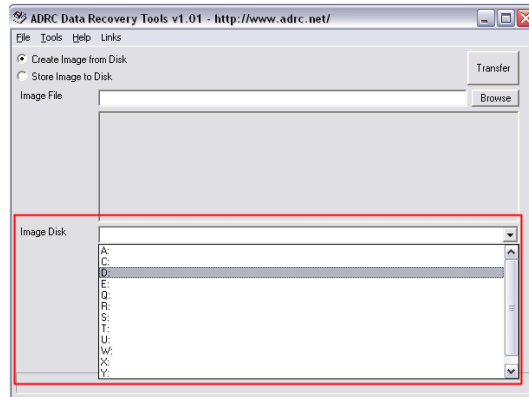 ADRC Data Recovery Tools v1.01 - http://www.adrc.net/
File Tools Help Links
Create Image from Disk
Store Image to Disk
Transfer
Image File
Browse
Image Disk
A:
C:
D:
E:
Q:
R:
S:
T:
U:
W:
X:
Y: